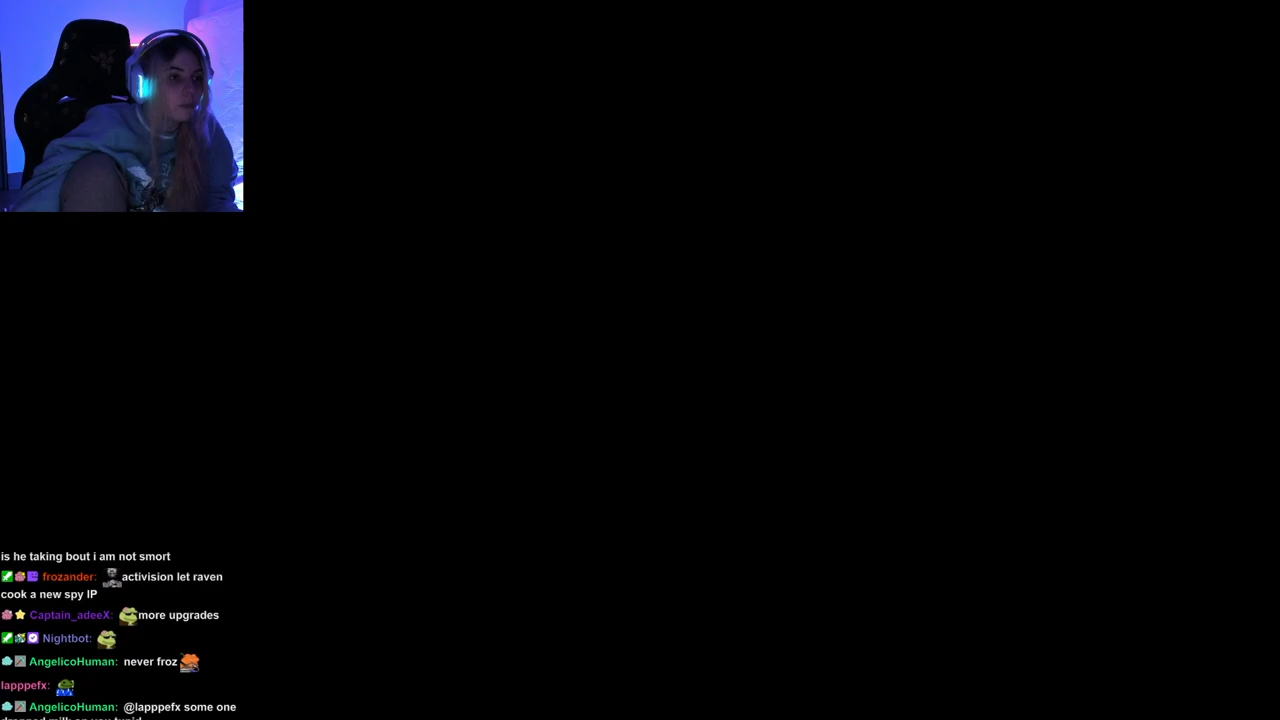 is he taking bout i am not smort
frozander: activision let raven
cook a new spy IP
Captain_adeeX: more upgrades
Nightbot:
AngelicoHuman: never froz
lapppefx:
AngelicoHuman: @lapppefx some one